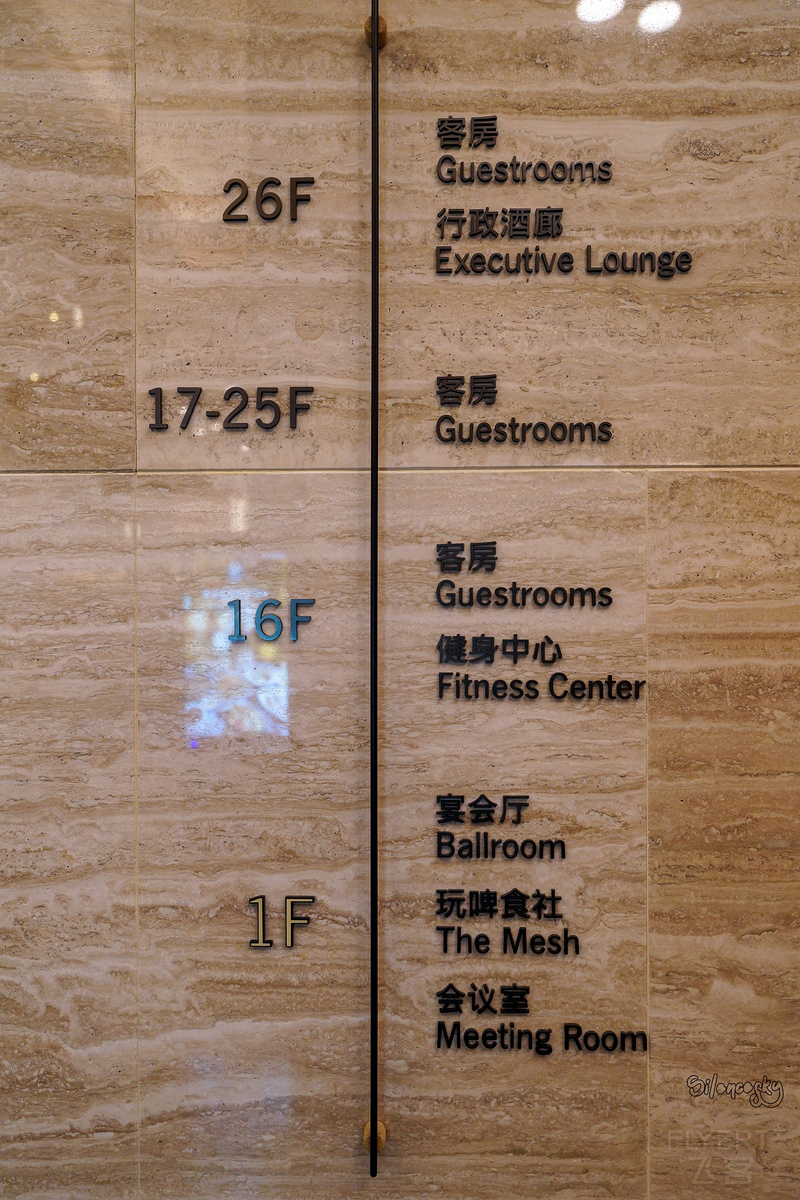 26F
客房
Guestrooms
行政酒廊
Executive Lounge
17-25F
客房
Guestrooms
16F
客房
Guestrooms
健身中心
Fitness Center
1F
宴会厅
Ballroom
玩啤食社
The Mesh
会议室
Meeting Room
FLYERT